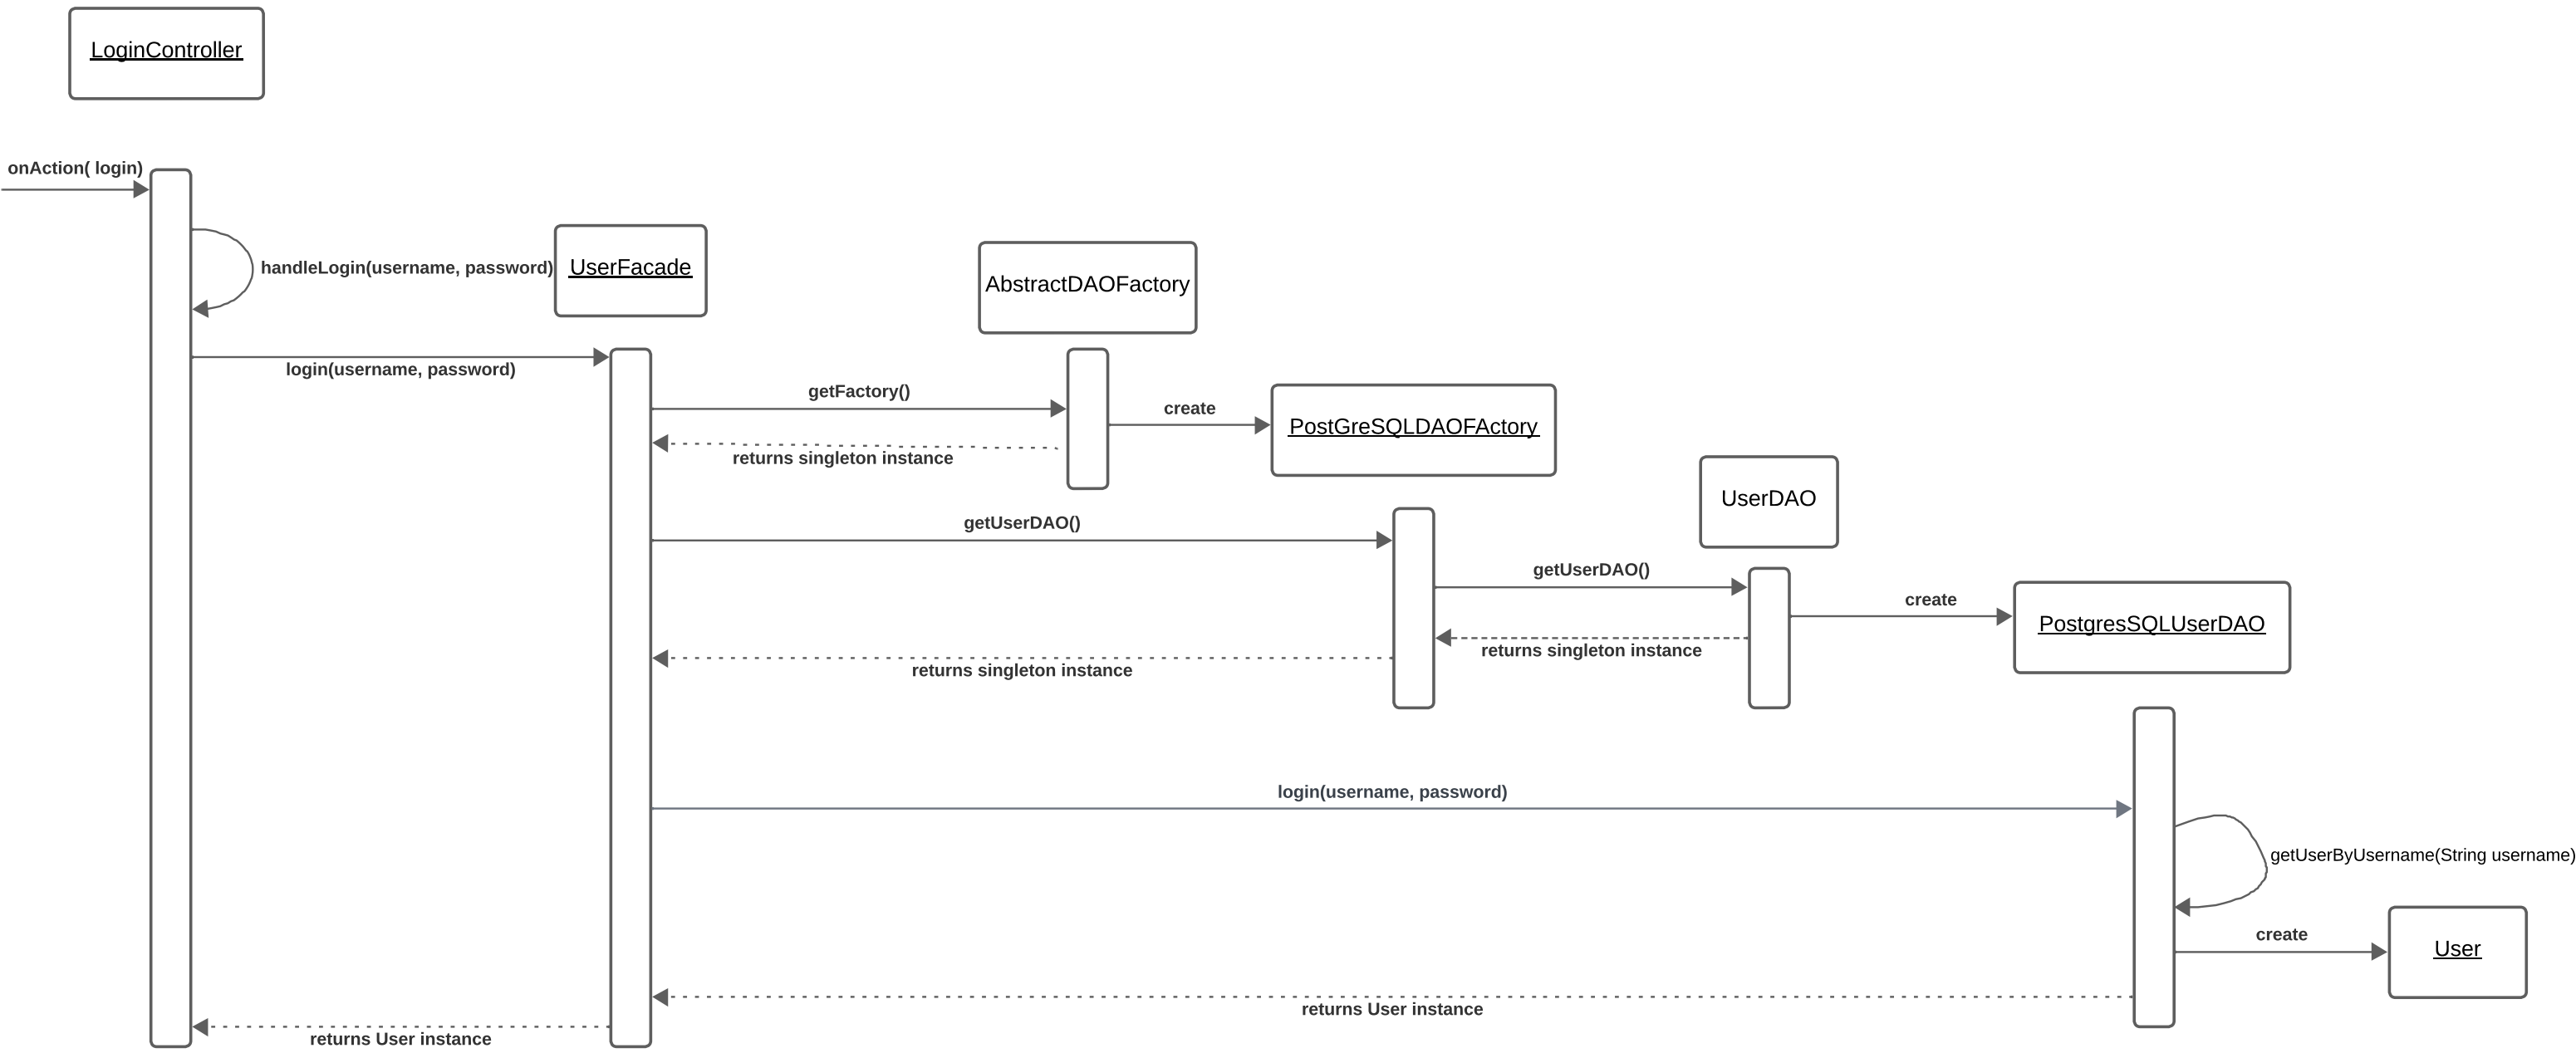 LoginController
onAction( login)
handleLogin(username, password)
UserFacade
AbstractDAOFactory
login(username, password)
getFactory()
create
PostGreSQLDAOFActory
returns singleton instance
UserDAO
getUserDAO()
getUserDAO()
create
PostgresSQLUserDAO
returns singleton instance
returns singleton instance
login(username, password)
getUserByUsername(String username)
create
User
returns User instance
returns User instance